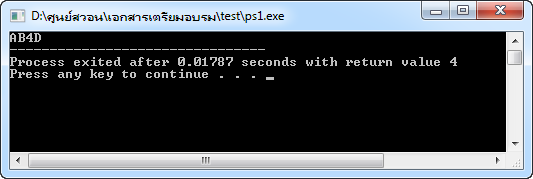 D:\ศูนย์สวอน\เอกสารเตรียมอบรม\test\ps1.exe
AB4D
--------------------------------
Process exited after 0.01787 seconds with return value 4
Press any key to continue . . . _